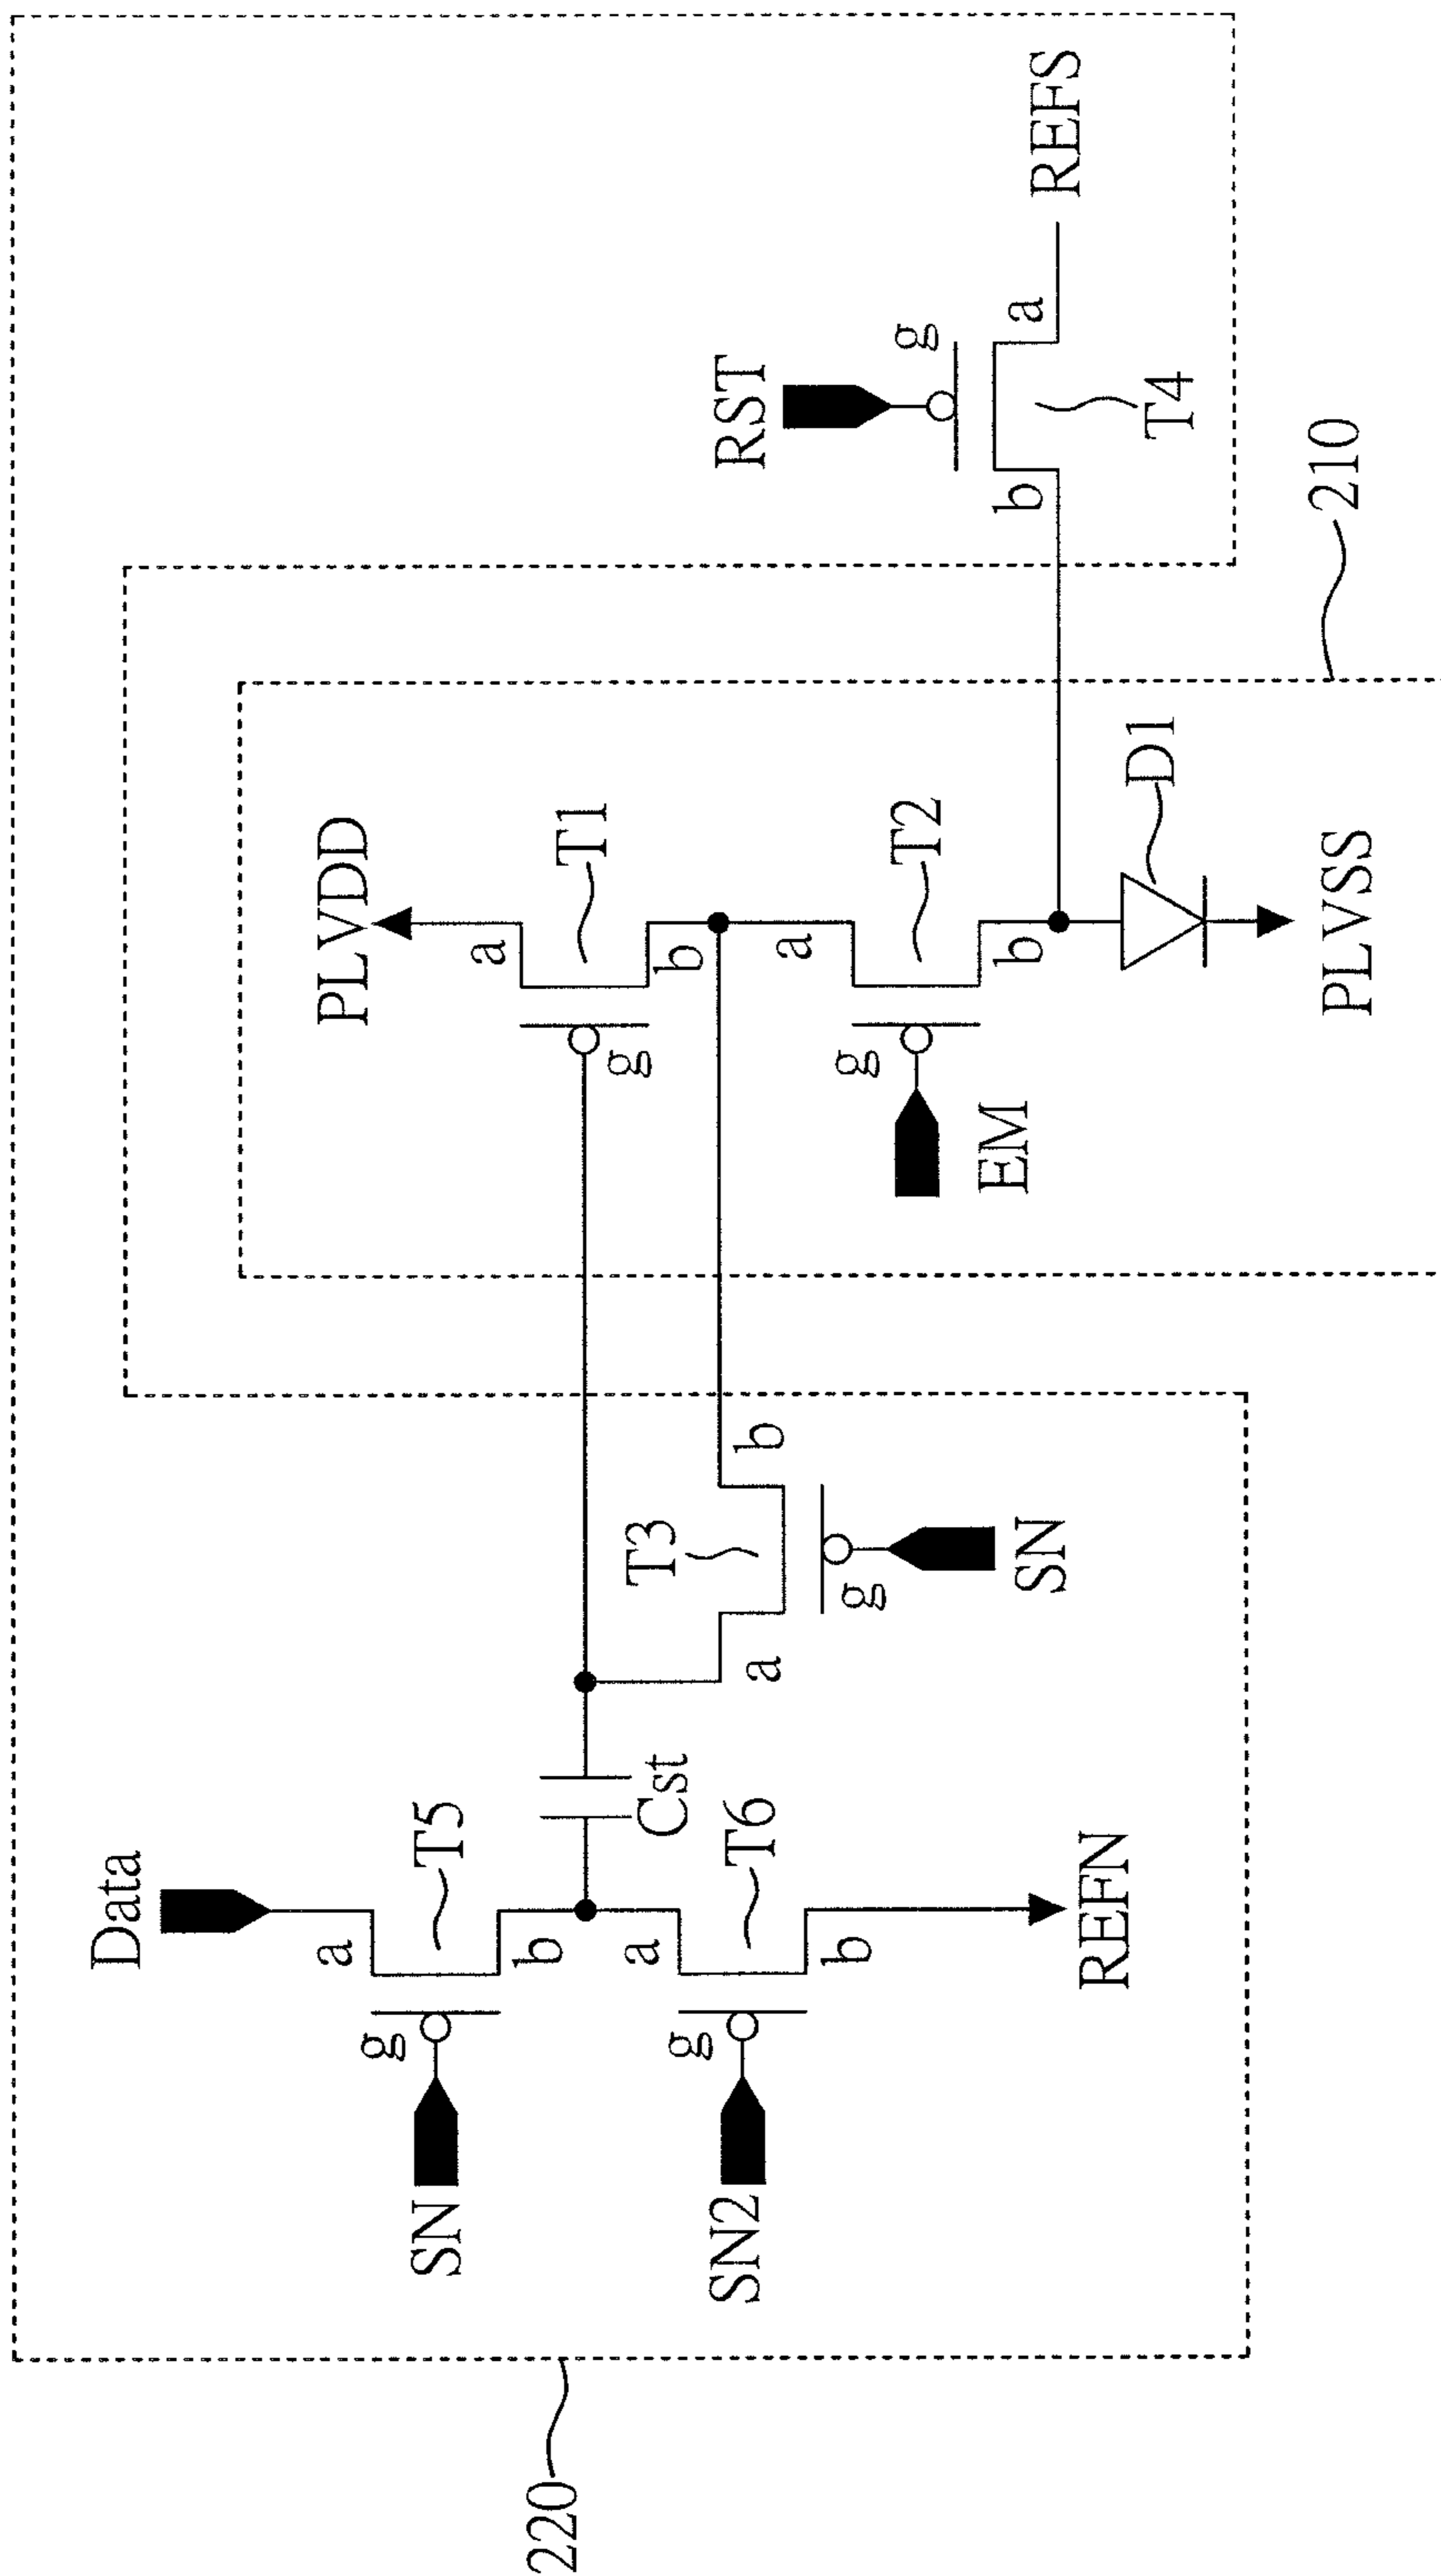 Data
PLVDD
a
T5
g
SN
b
a
T6
g
SN2
b
REFN
Cst
T3
a
b
g
SN
a
T1
g
b
a
T2
g
EM
b
D1
PLVSS
RST
g
b
a
T4
REFS
210
220